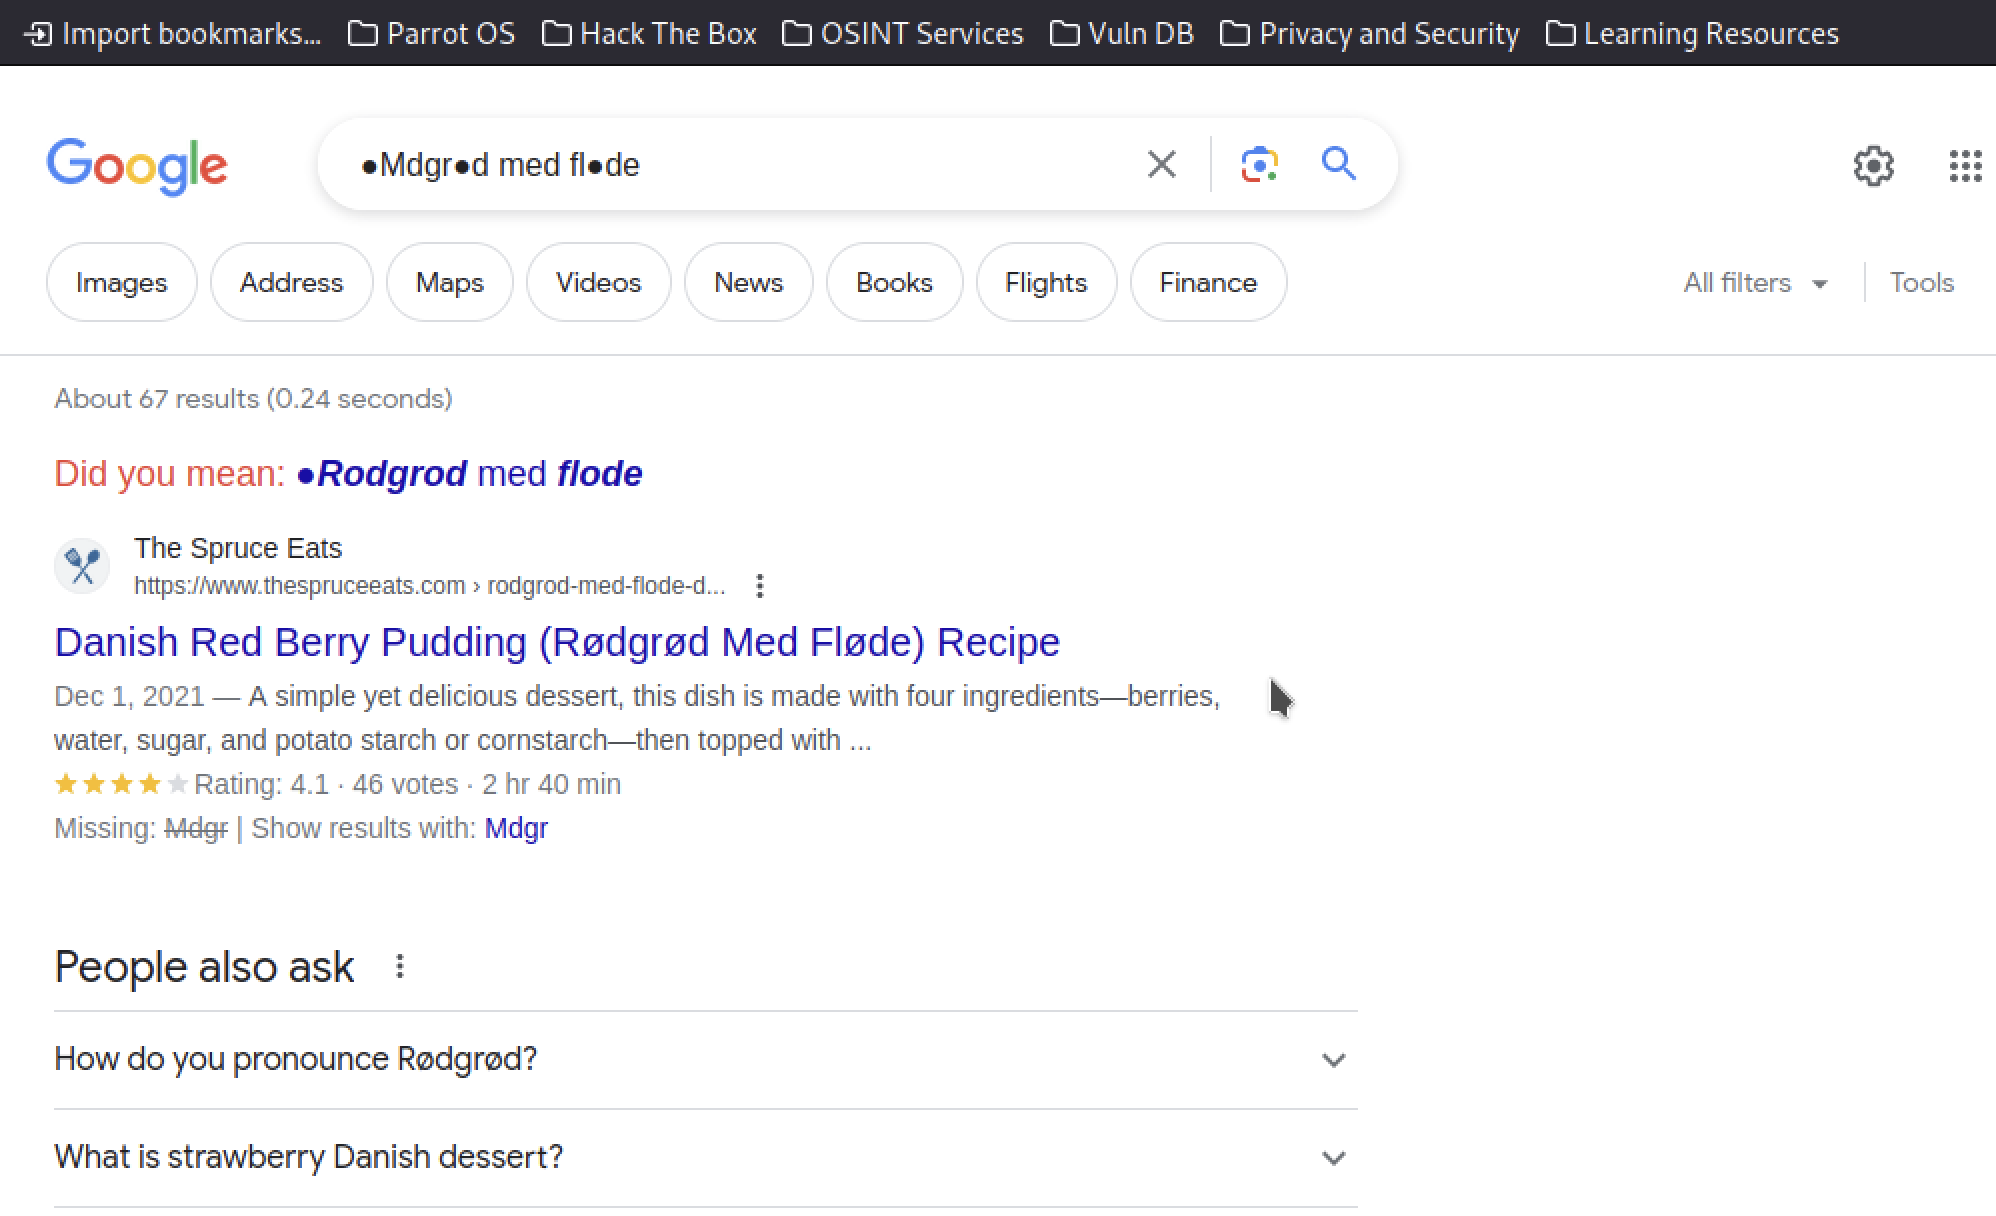 Import bookmarks... Parrot OS Hack The Box OSINT Services Vuln DB Privacy and Security Learning Resources
Google ●Mdgr●d med fl●de
Images Address Maps Videos News Books Flights Finance All filters Tools
About 67 results (0.24 seconds)
Did you mean: ●Rodgrod med flode
The Spruce Eats
https://www.thespruceeats.com › rodgrod-med-flode-d...
Danish Red Berry Pudding (Rødgrød Med Fløde) Recipe
Dec 1, 2021 — A simple yet delicious dessert, this dish is made with four ingredients—berries,
water, sugar, and potato starch or cornstarch—then topped with ...
Rating: 4.1 · 46 votes · 2 hr 40 min
Missing: Mdgr | Show results with: Mdgr
People also ask
How do you pronounce Rødgrød?
What is strawberry Danish dessert?